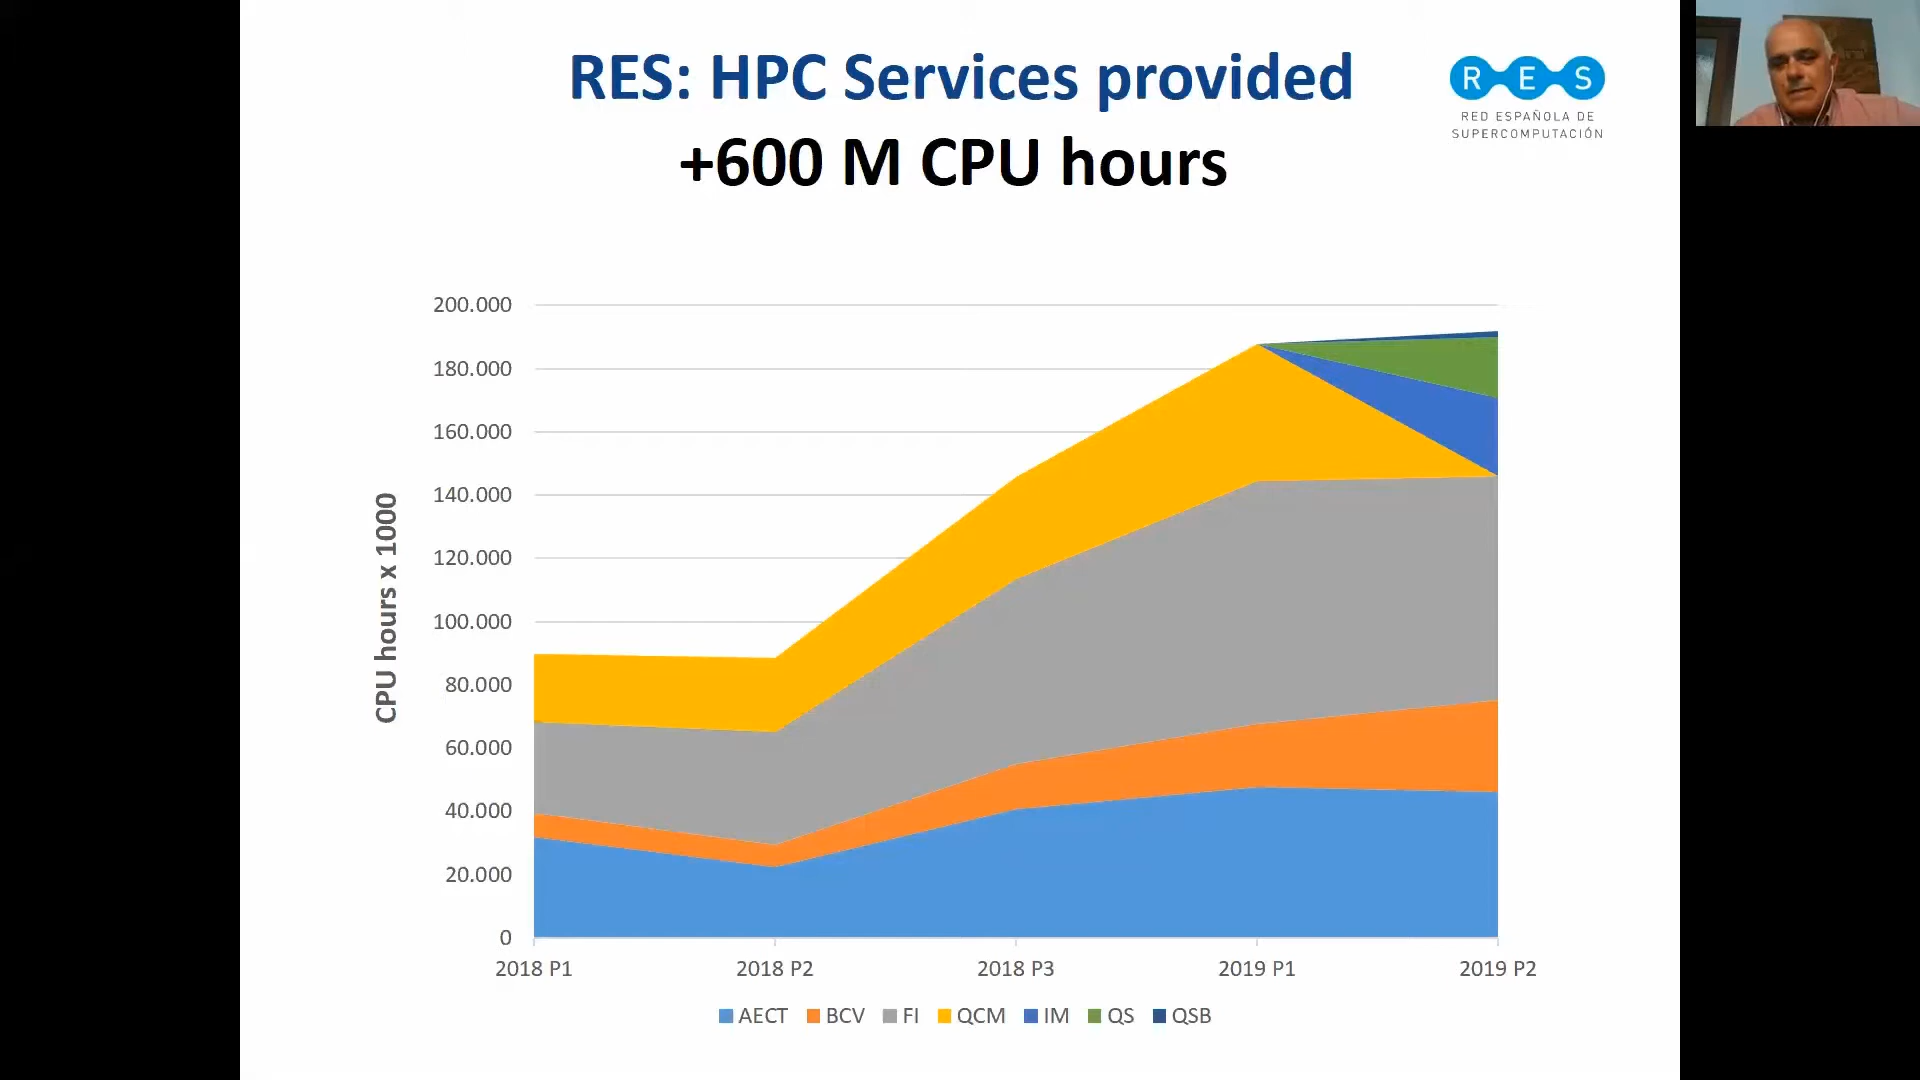 RES: HPC Services provided
+600 M CPU hours
R E S
RED ESPAÑOLA DE
SUPERCOMPUTACIÓN
CPU hours x 1000
200.000
180.000
160.000
140.000
120.000
100.000
80.000
60.000
40.000
20.000
0
2018 P1 2018 P2 2018 P3 2019 P1 2019 P2
AECT BCV FI QCM IM QS QSB